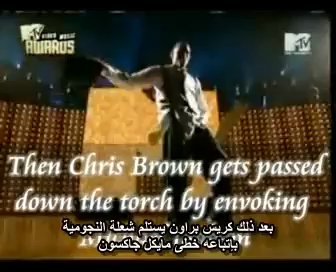 MTV VIDEO MUSIC
AWARDS
MTV
Then Chris Brown gets passed
down the torch by envoking
بعد ذلك كريس براون يستلم شعلة النجومية
بإتباعه خطى مايكل جاكسون